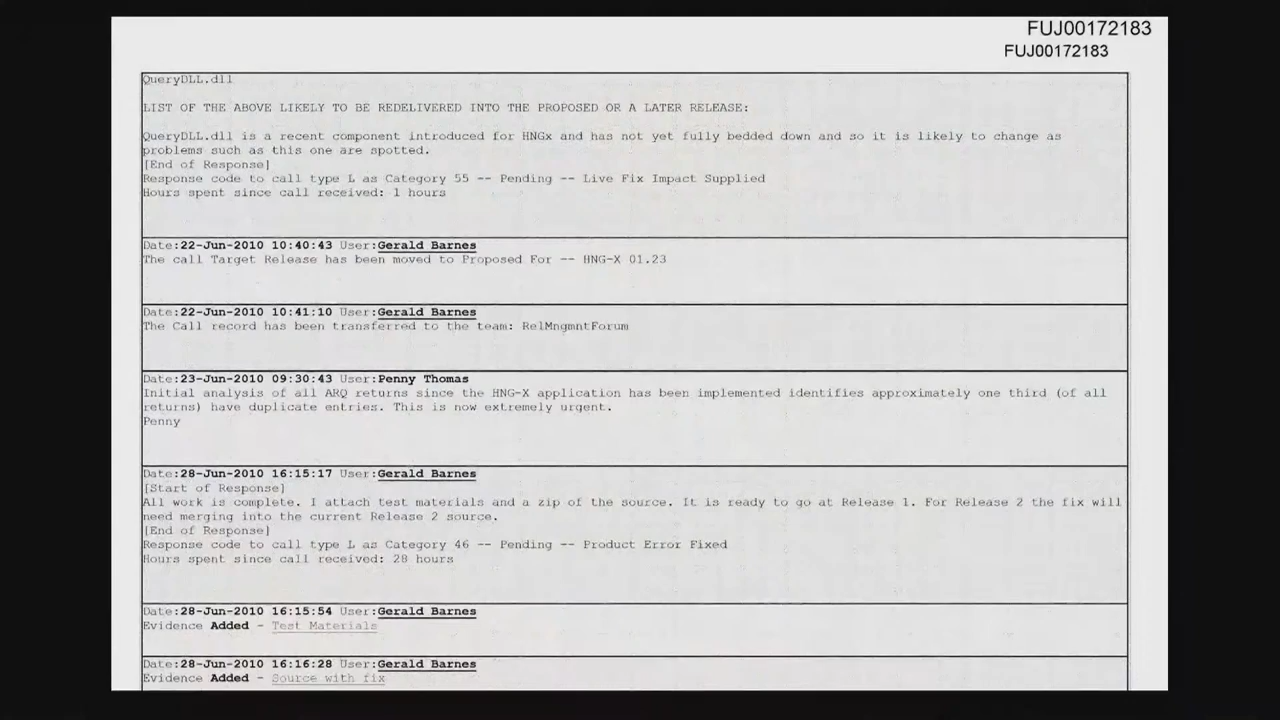 FUJ00172183
FUJ00172183
QueryDLL.dll
LIST OF THE ABOVE LIKELY TO BE REDELIVERED INTO THE PROPOSED OR A LATER RELEASE:
QueryDLL.dll is a recent component introduced for HNGx and has not yet fully bedded down and so it is likely to change as
problems such as this one are spotted.
[End of Response]
Response code to call type L as Category 55 -- Pending -- Live Fix Impact Supplied
Hours spent since call received: 1 hours
Date:22-Jun-2010 10:40:43 User:Gerald Barnes
The call Target Release has been moved to Proposed For -- HNG-X 01.23
Date:22-Jun-2010 10:41:10 User:Gerald Barnes
The Call record has been transferred to the team: RelMngmntForum
Date:23-Jun-2010 09:30:43 User:Penny Thomas
Initial analysis of all ARQ returns since the HNG-X application has been implemented identifies approximately one third (of all
returns) have duplicate entries. This is now extremely urgent.
Penny
Date:28-Jun-2010 16:15:17 User:Gerald Barnes
[Start of Response]
All work is complete. I attach test materials and a zip of the source. It is ready to go at Release 1. For Release 2 the fix will
need merging into the current Release 2 source.
[End of Response]
Response code to call type L as Category 46 -- Pending -- Product Error Fixed
Hours spent since call received: 28 hours
Date:28-Jun-2010 16:15:54 User:Gerald Barnes
Evidence Added - Test Materials
Date:28-Jun-2010 16:16:28 User:Gerald Barnes
Evidence Added - Source with fix